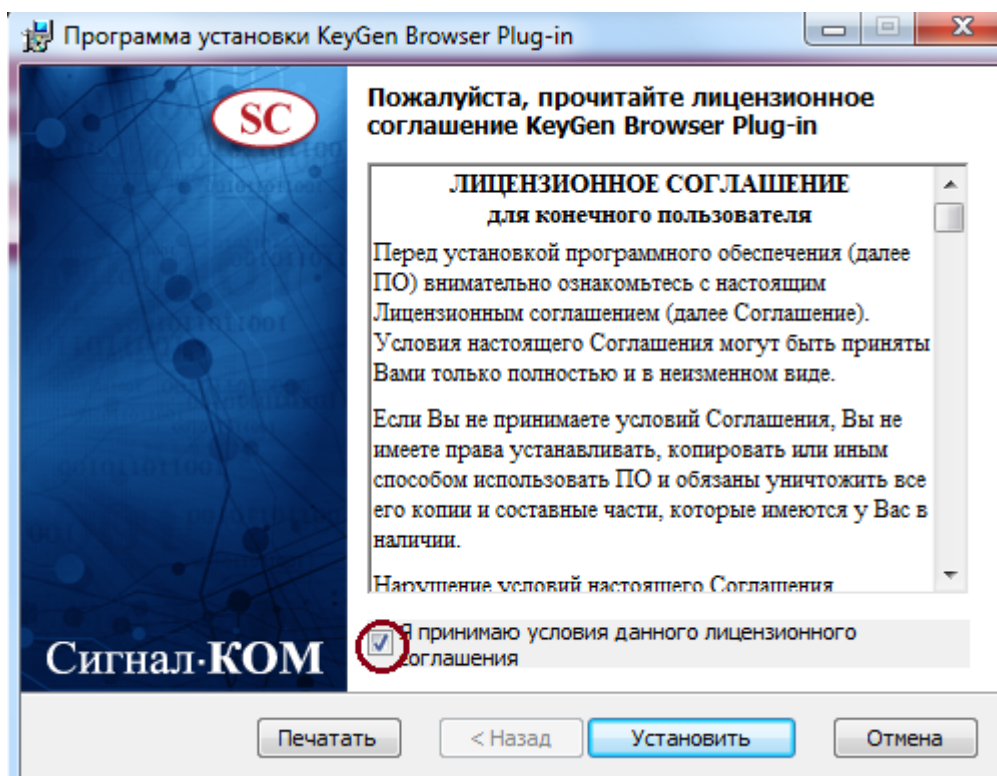 Программа установки KeyGen Browser Plug-in
SC
Пожалуйста, прочитайте лицензионное
соглашение KeyGen Browser Plug-in
ЛИЦЕНЗИОННОЕ СОГЛАШЕНИЕ
для конечного пользователя
Перед установкой программного обеспечения (далее
ПО) внимательно ознакомьтесь с настоящим
Лицензионным соглашением (далее Соглашение).
Условия настоящего Соглашения могут быть приняты
Вами только полностью и в неизменном виде.
Если Вы не принимаете условий Соглашения, Вы не
имеете права устанавливать, копировать или иным
способом использовать ПО и обязаны уничтожить все
его копии и составные части, которые имеются у Вас в
наличии.
Нарушение условий настоящего Соглашения
Я принимаю условия данного лицензионного
соглашения
Сигнал·КОМ
Печатать
< Назад
Установить
Отмена